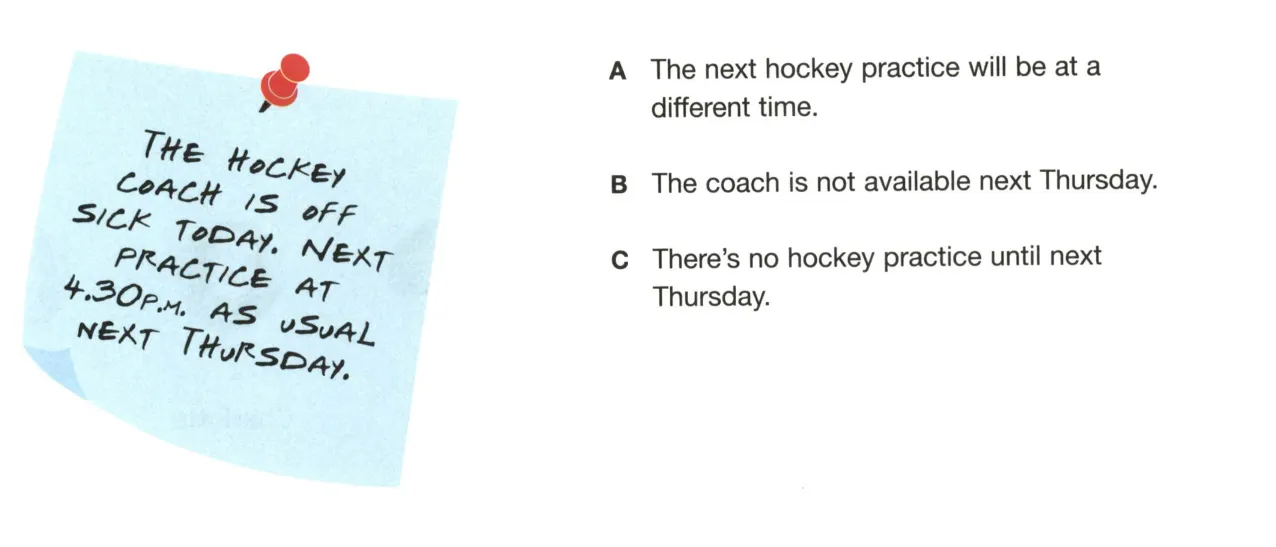 THE HOCKEY
COACH IS OFF
SICK TODAY. NEXT
PRACTICE AT
4.30P.M. AS USUAL
NEXT THURSDAY.
A The next hockey practice will be at a
different time.
B The coach is not available next Thursday.
C There's no hockey practice until next
Thursday.